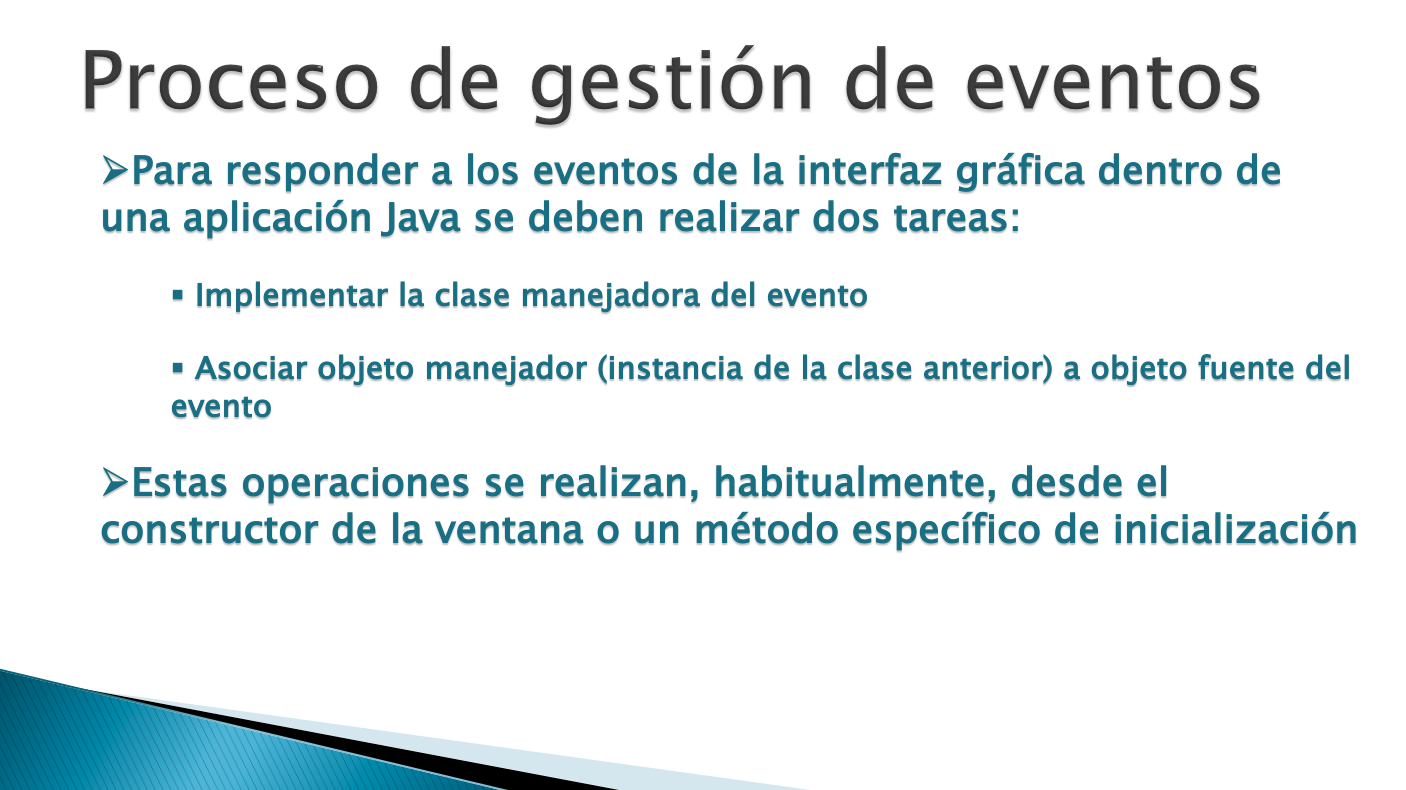 Proceso de gestión de eventos
➢Para responder a los eventos de la interfaz gráfica dentro de
una aplicación Java se deben realizar dos tareas:
▪ Implementar la clase manejadora del evento
▪ Asociar objeto manejador (instancia de la clase anterior) a objeto fuente del
evento
➢Estas operaciones se realizan, habitualmente, desde el
constructor de la ventana o un método específico de inicialización